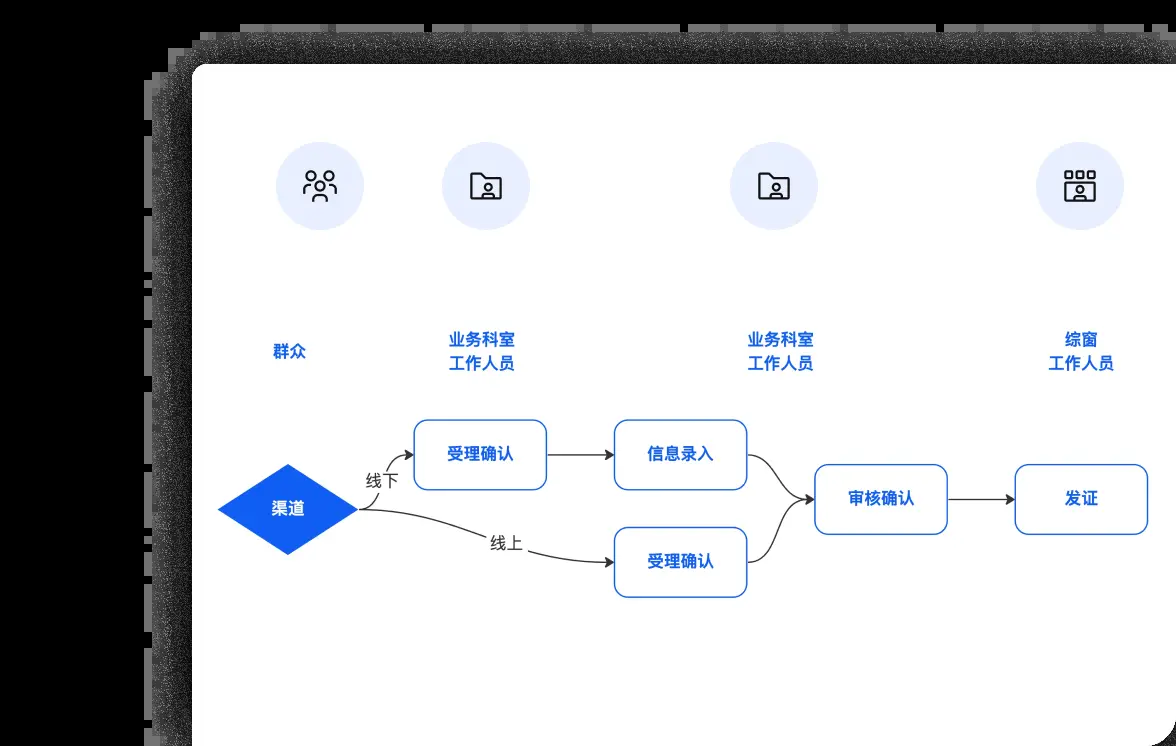 群众
业务科室
工作人员
业务科室
工作人员
综窗
工作人员
渠道
线下
线上
受理确认
信息录入
受理确认
审核确认
发证